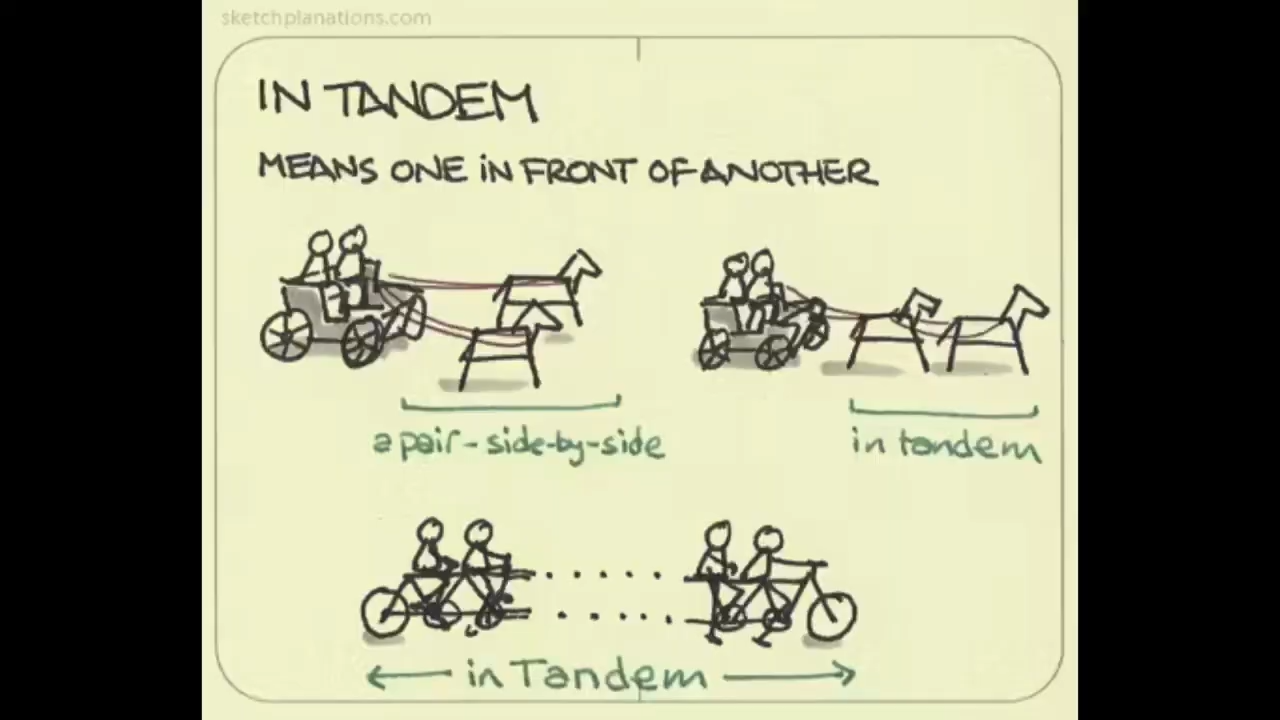 sketchplanations.com
IN TANDEM
MEANS ONE iN FRONT OF ANOTHER
a pair - side-by-side
in tandem
in Tandem